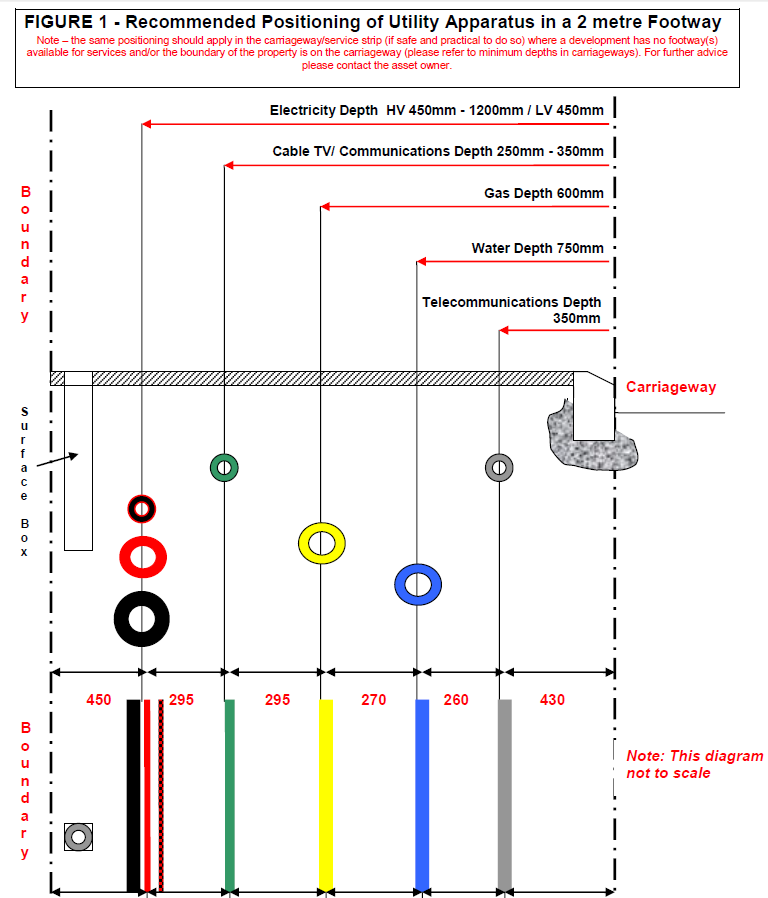 FIGURE 1 - Recommended Positioning of Utility Apparatus in a 2 metre Footway
Note – the same positioning should apply in the carriageway/service strip (if safe and practical to do so) where a development has no footway(s)
available for services and/or the boundary of the property is on the carriageway (please refer to minimum depths in carriageways). For further advice
please contact the asset owner.
Electricity Depth HV 450mm - 1200mm / LV 450mm
Cable TV/ Communications Depth 250mm - 350mm
Boundary
Gas Depth 600mm
Water Depth 750mm
Telecommunications Depth
350mm
Carriageway
Surface Box
450 295 295 270 260 430
Boundary
Note: This diagram
not to scale